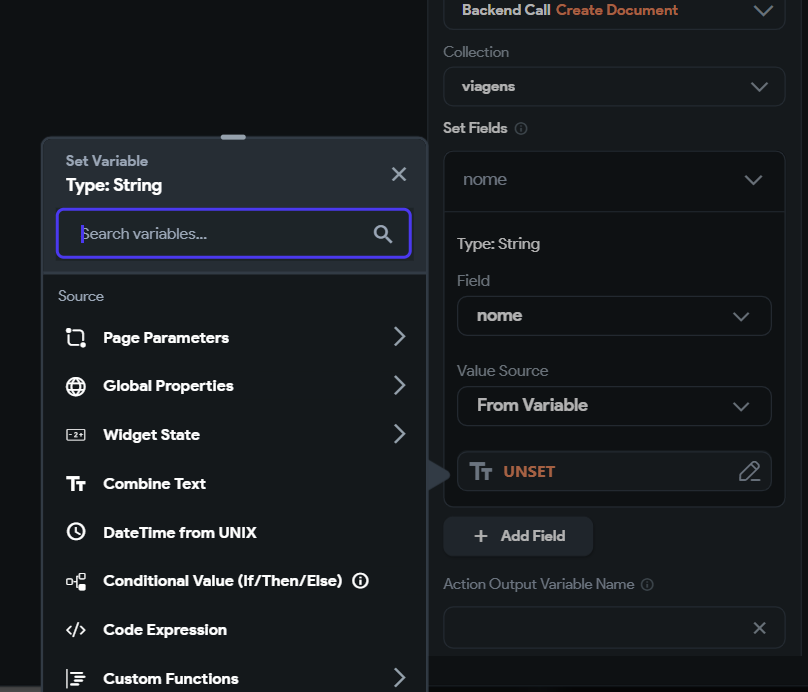 Backend Call Create Document
Collection
viagens
Set Fields
nome
Type: String
Field
nome
Value Source
From Variable
UNSET
+ Add Field
Action Output Variable Name
Set Variable
Type: String
Search variables...
Source
Page Parameters
Global Properties
Widget State
Combine Text
DateTime from UNIX
Conditional Value (If/Then/Else)
Code Expression
Custom Functions